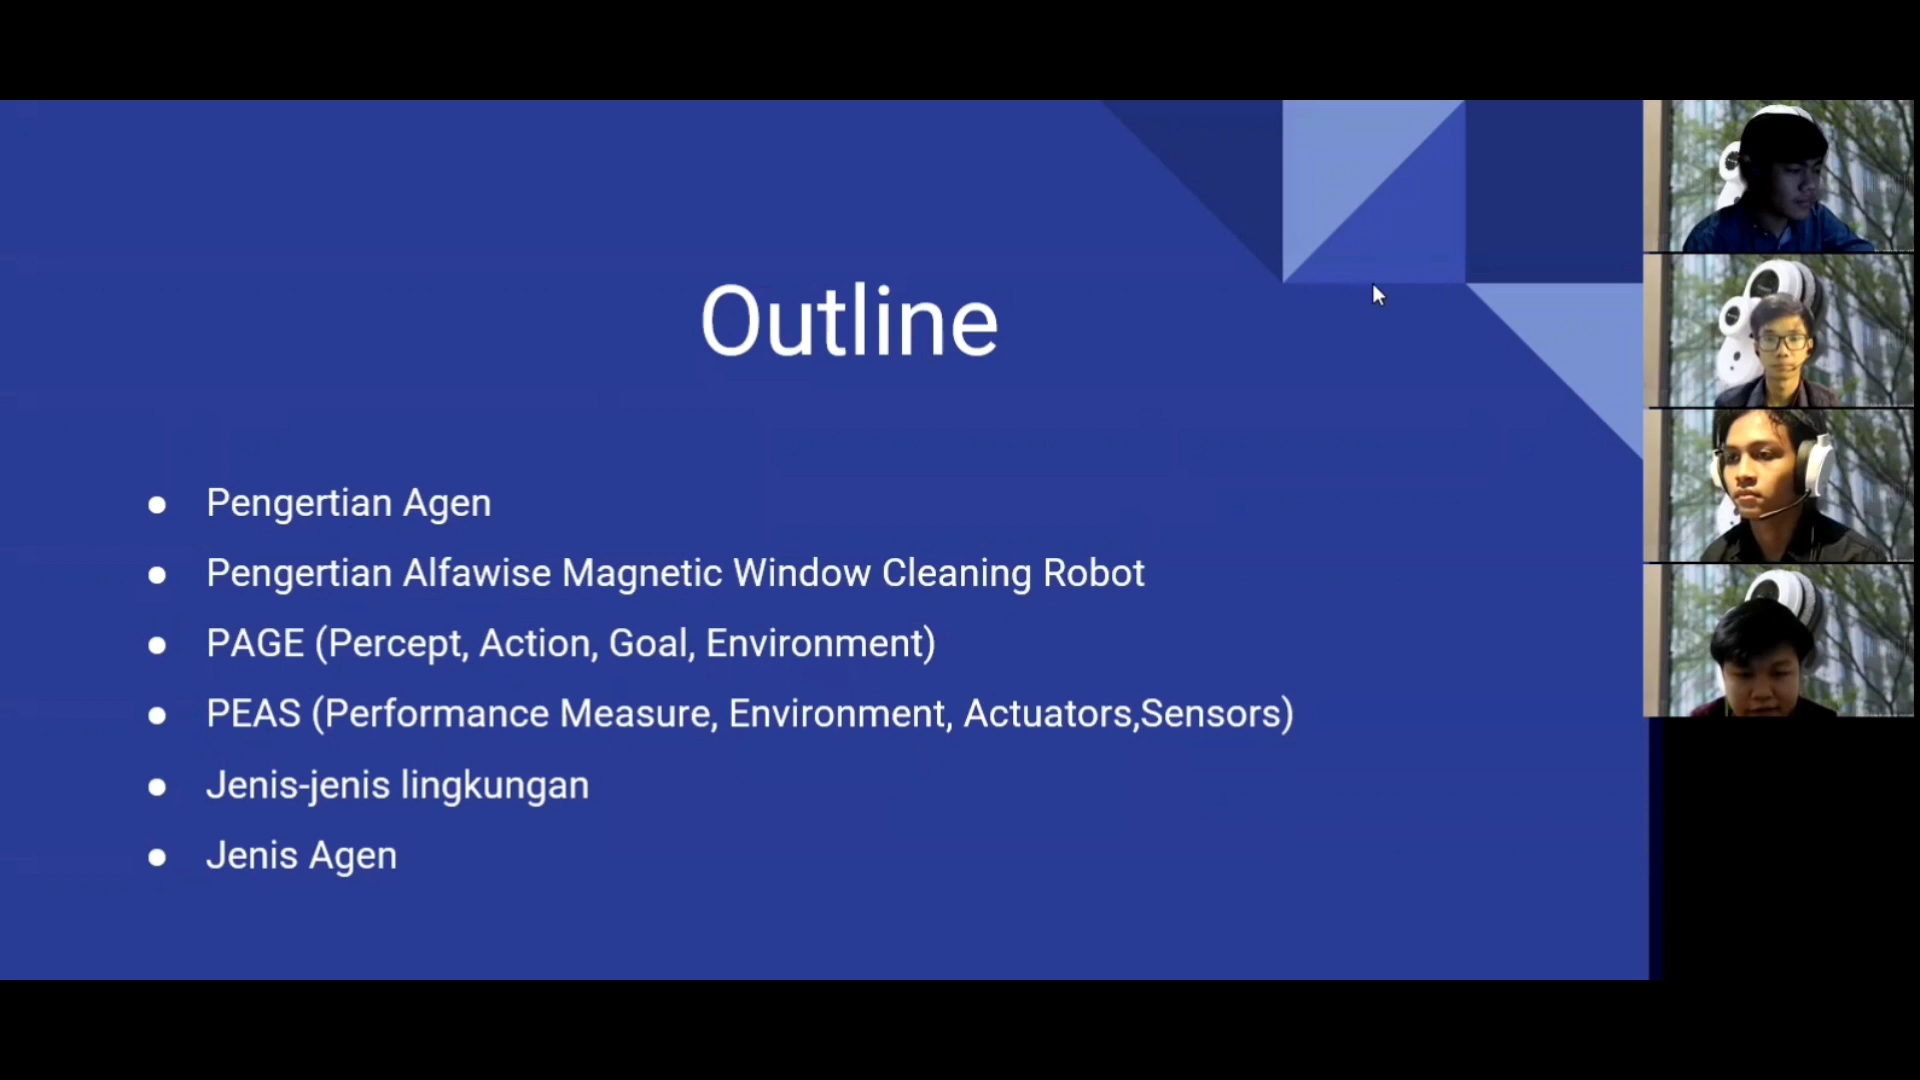 Outline
● Pengertian Agen
● Pengertian Alfawise Magnetic Window Cleaning Robot
● PAGE (Percept, Action, Goal, Environment)
● PEAS (Performance Measure, Environment, Actuators,Sensors)
● Jenis-jenis lingkungan
● Jenis Agen